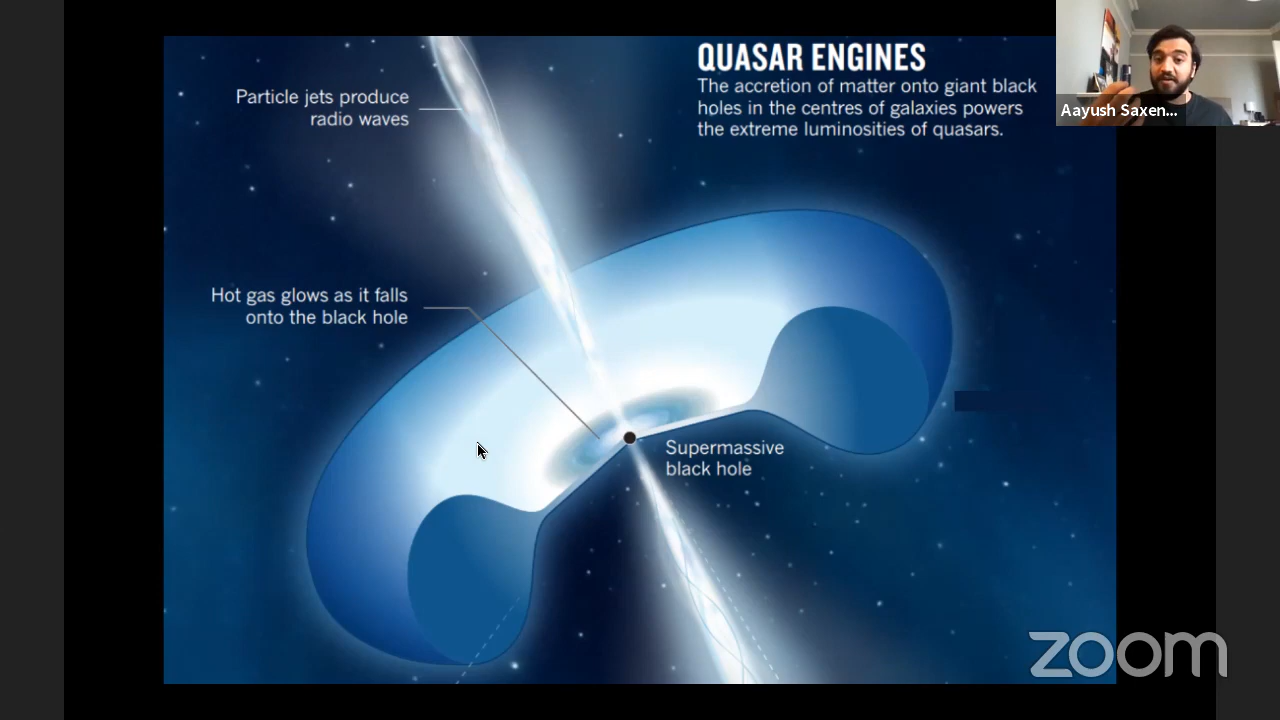 QUASAR ENGINES
The accretion of matter onto giant black
holes in the centres of galaxies powers
the extreme luminosities of quasars.
Aayush Saxen...
Particle jets produce
radio waves
Hot gas glows as it falls
onto the black hole
Supermassive
black hole
zoom